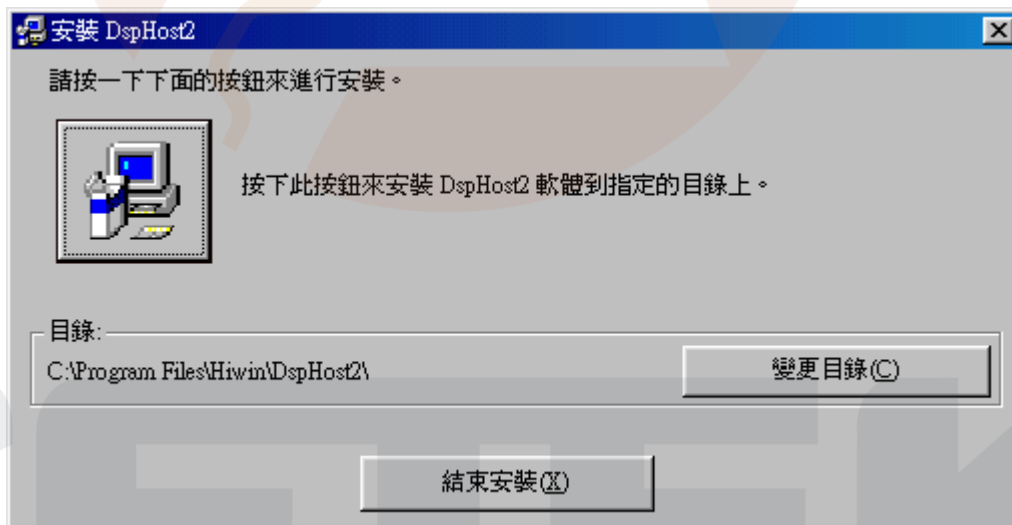 安裝 DspHost2
請按一下下面的按鈕來進行安裝。
按下此按鈕來安裝 DspHost2 軟體到指定的目錄上。
目錄:
C:\Program Files\Hiwin\DspHost2\
變更目錄(C)
結束安裝(X)